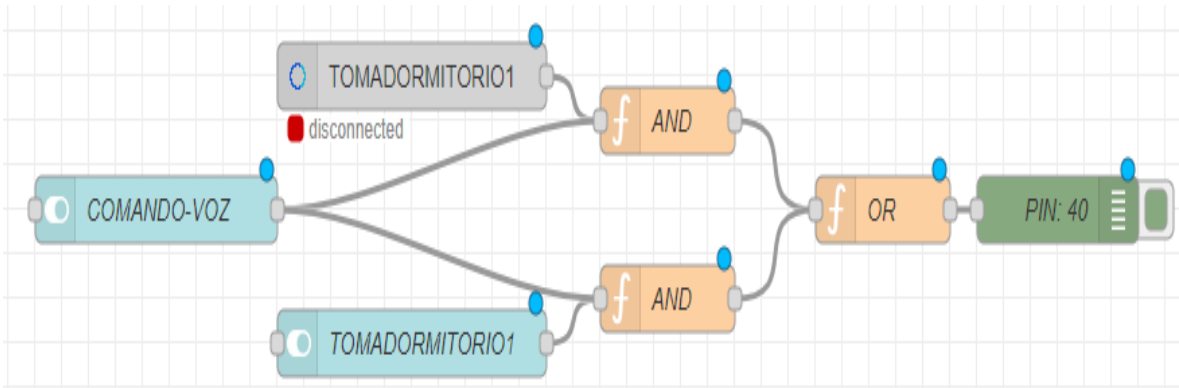 TOMADORMITORIO1
disconnected
AND
COMANDO-VOZ
OR
PIN: 40
AND
TOMADORMITORIO1